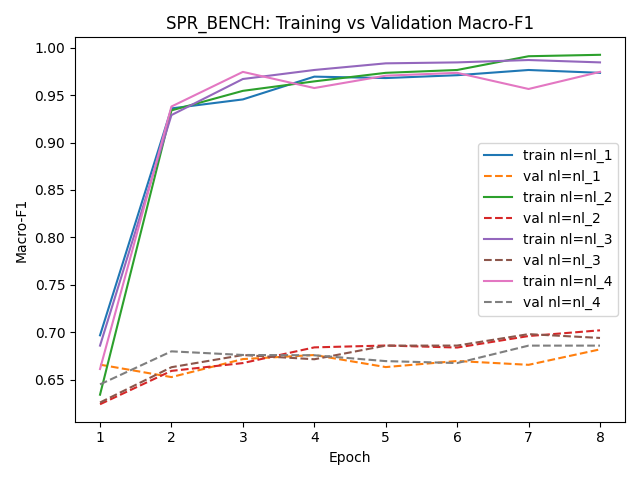 SPR_BENCH: Training vs Validation Macro-F1
Macro-F1
1.00
0.95
0.90
0.85
0.80
0.75
0.70
0.65
train nl=nl_1
val nl=nl_1
train nl=nl_2
val nl=nl_2
train nl=nl_3
val nl=nl_3
train nl=nl_4
val nl=nl_4
1 2 3 4 5 6 7 8
Epoch